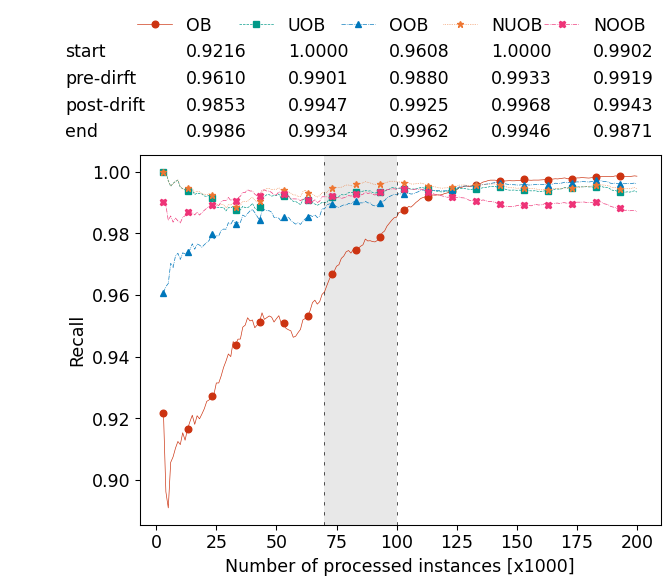 OB UOB OOB NUOB NOOB
start 0.9216 1.0000 0.9608 1.0000 0.9902
pre-dirft 0.9610 0.9901 0.9880 0.9933 0.9919
post-drift 0.9853 0.9947 0.9925 0.9968 0.9943
end 0.9986 0.9934 0.9962 0.9946 0.9871
1.00
0.98
0.96
0.94
0.92
0.90
Recall
0 25 50 75 100 125 150 175 200
Number of processed instances [x1000]